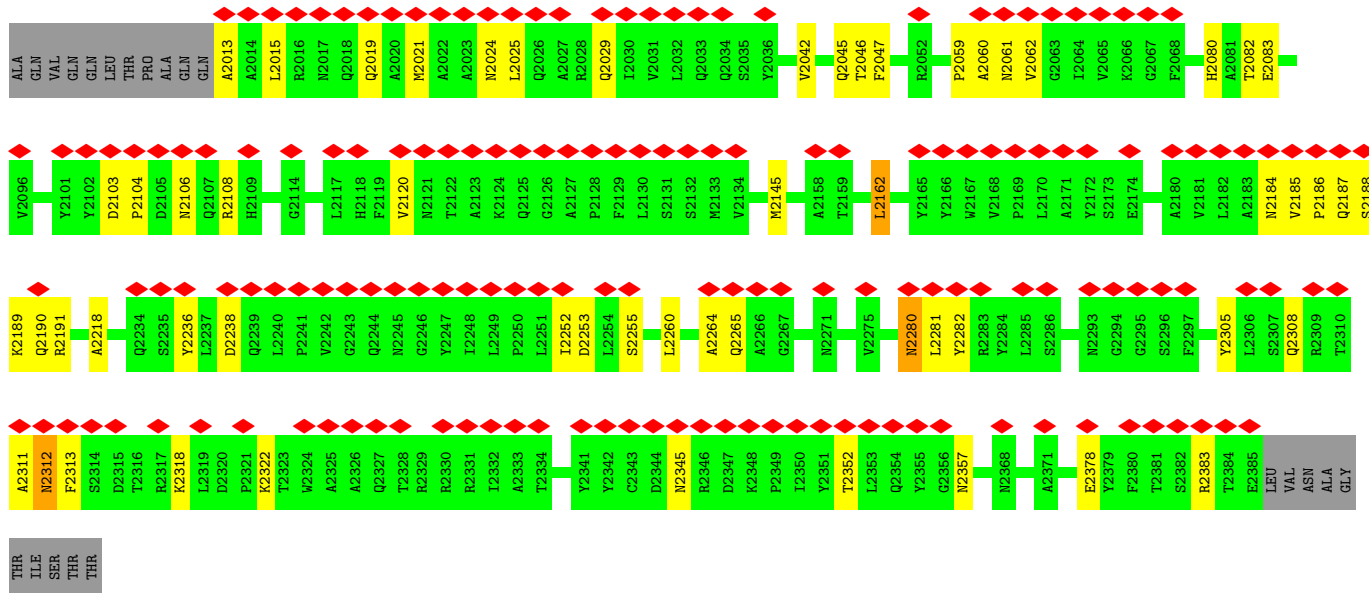 ALA GLN VAL GLN GLN LEU THR PRO ALA GLN GLN A2013 A2014 L2015 R2016 N2017 Q2018 Q2019 A2020 M2021 A2022 A2023 N2024 L2025 Q2026 A2027 R2028 Q2029 I2030 V2031 L2032 Q2033 Q2034 S2035 Y2036 V2042 Q2045 T2046 F2047 R2052 P2059 A2060 N2061 V2062 G2063 I2064 V2065 K2066 G2067 F2068 H2080 A2081 T2082 E2083
V2096 Y2101 Y2102 D2103 P2104 D2105 N2106 Q2107 R2108 H2109 G2114 L2117 H2118 F2119 V2120 N2121 T2122 A2123 K2124 Q2125 G2126 A2127 P2128 F2129 L2130 S2131 S2132 M2133 V2134 M2145 A2158 T2159 L2162 Y2165 Y2166 W2167 V2168 P2169 L2170 A2171 Y2172 S2173 E2174 A2180 V2181 L2182 A2183 N2184 V2185 P2186 Q2187 S2188
K2189 Q2190 R2191 A2218 Q2234 S2235 Y2236 L2237 D2238 Q2239 L2240 P2241 V2242 G2243 Q2244 N2245 G2246 Y2247 I2248 L2249 P2250 L2251 I2252 D2253 L2254 S2255 L2260 A2264 Q2265 A2266 G2267 N2271 V2275 N2280 L2281 Y2282 R2283 Y2284 L2285 S2286 N2293 G2294 G2295 S2296 F2297 Y2305 L2306 S2307 Q2308 R2309 T2310
A2311 N2312 F2313 S2314 D2315 T2316 R2317 K2318 L2319 D2320 P2321 K2322 T2323 W2324 A2325 A2326 Q2327 T2328 R2329 R2330 R2331 I2332 A2333 T2334 Y2341 Y2342 C2343 D2344 N2345 R2346 D2347 K2348 P2349 I2350 Y2351 T2352 L2353 Q2354 Y2355 G2356 N2357 N2368 A2371 E2378 Y2379 F2380 T2381 S2382 R2383 T2384 E2385 LEU VAL ASN ALA GLY
THR ILE SER THR THR